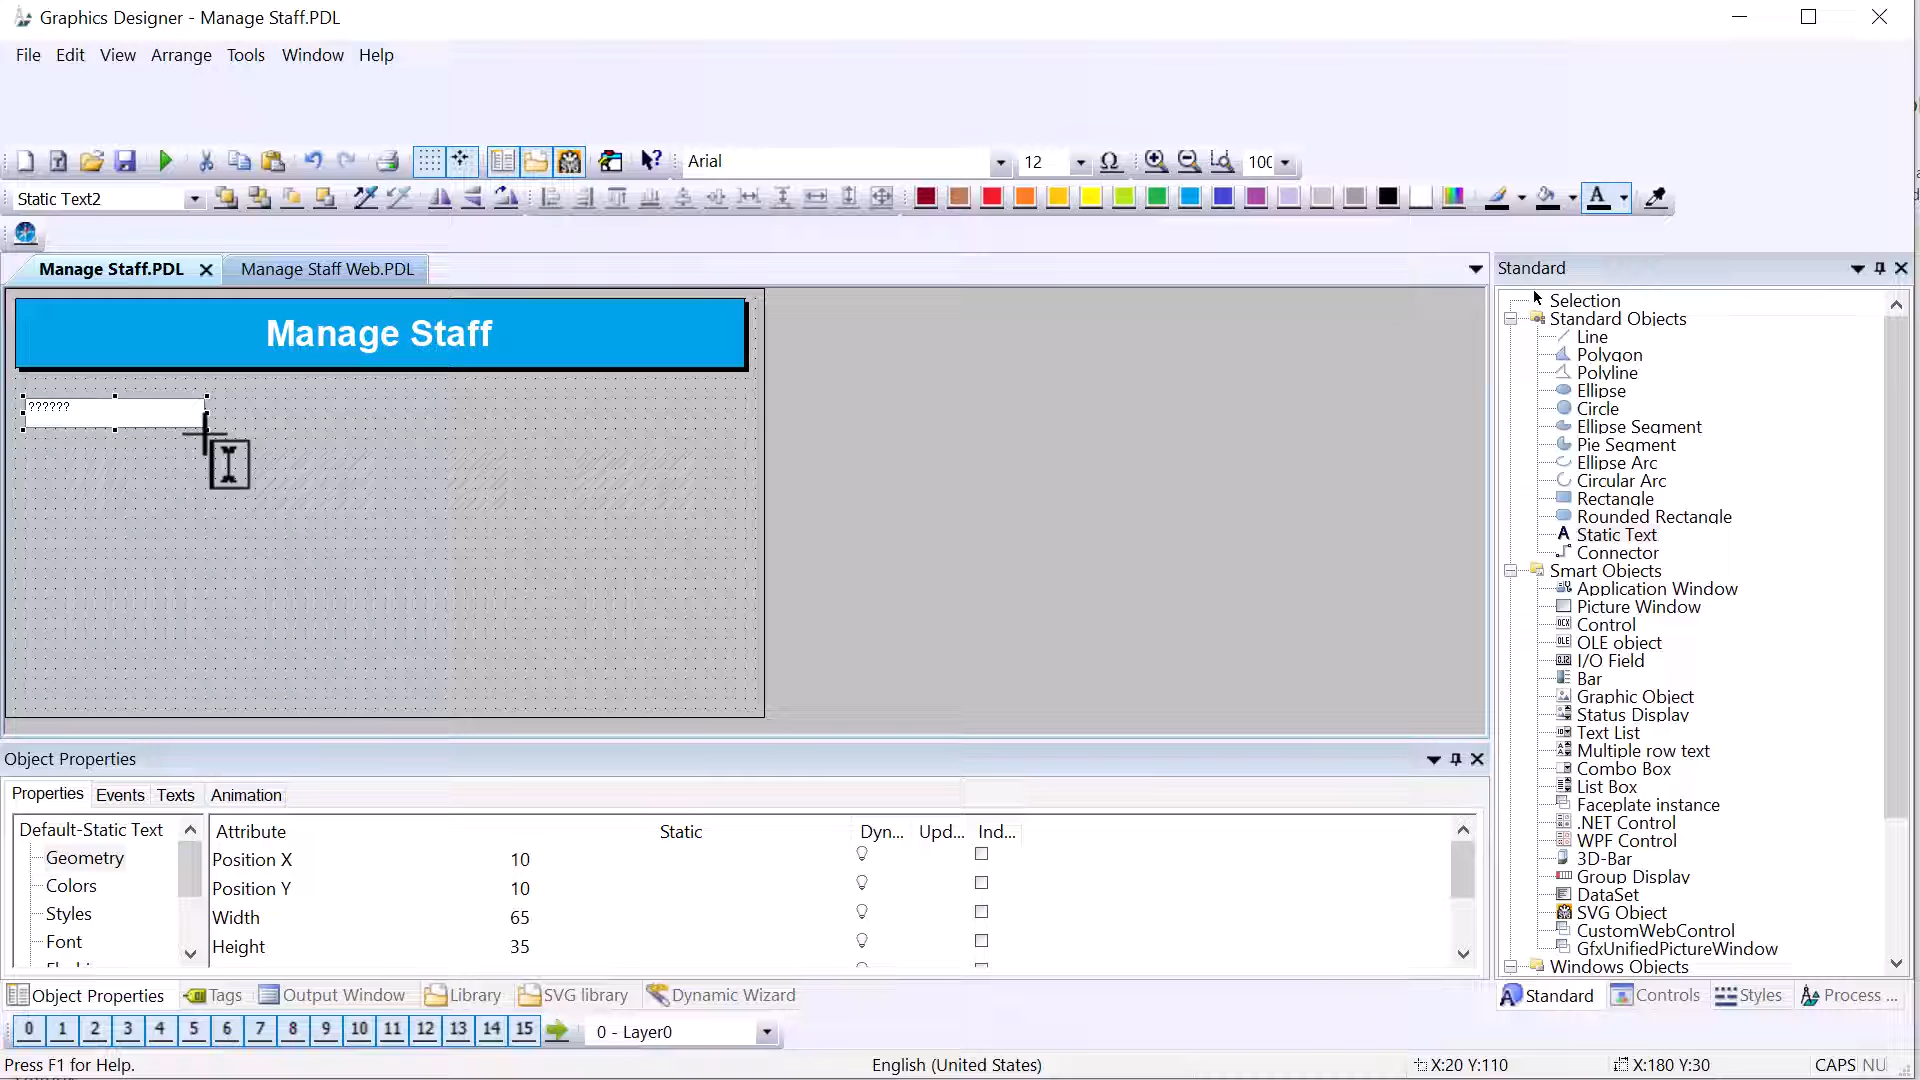 Graphics Designer - Manage Staff.PDL
File Edit View Arrange Tools Window Help
Arial 12 100
Static Text2
Manage Staff.PDL Manage Staff Web.PDL
Manage Staff
??????
Standard
Selection
Standard Objects
Line
Polygon
Polyline
Ellipse
Circle
Ellipse Segment
Pie Segment
Ellipse Arc
Circular Arc
Rectangle
Rounded Rectangle
Static Text
Connector
Smart Objects
Application Window
Picture Window
Control
OLE object
I/O Field
Bar
Graphic Object
Status Display
Text List
Multiple row text
Combo Box
List Box
Faceplate instance
.NET Control
WPF Control
3D-Bar
Group Display
DataSet
SVG Object
CustomWebControl
GfxUnifiedPictureWindow
Windows Objects
Standard Controls Styles Process ...
Object Properties
Properties Events Texts Animation
Default-Static Text
Geometry
Colors
Styles
Font
Attribute Static Dyn... Upd... Ind...
Position X 10
Position Y 10
Width 65
Height 35
Object Properties Tags Output Window Library SVG library Dynamic Wizard
0 1 2 3 4 5 6 7 8 9 10 11 12 13 14 15 0 - Layer0
Press F1 for Help. English (United States) X:20 Y:110 X:180 Y:30 CAPS NU